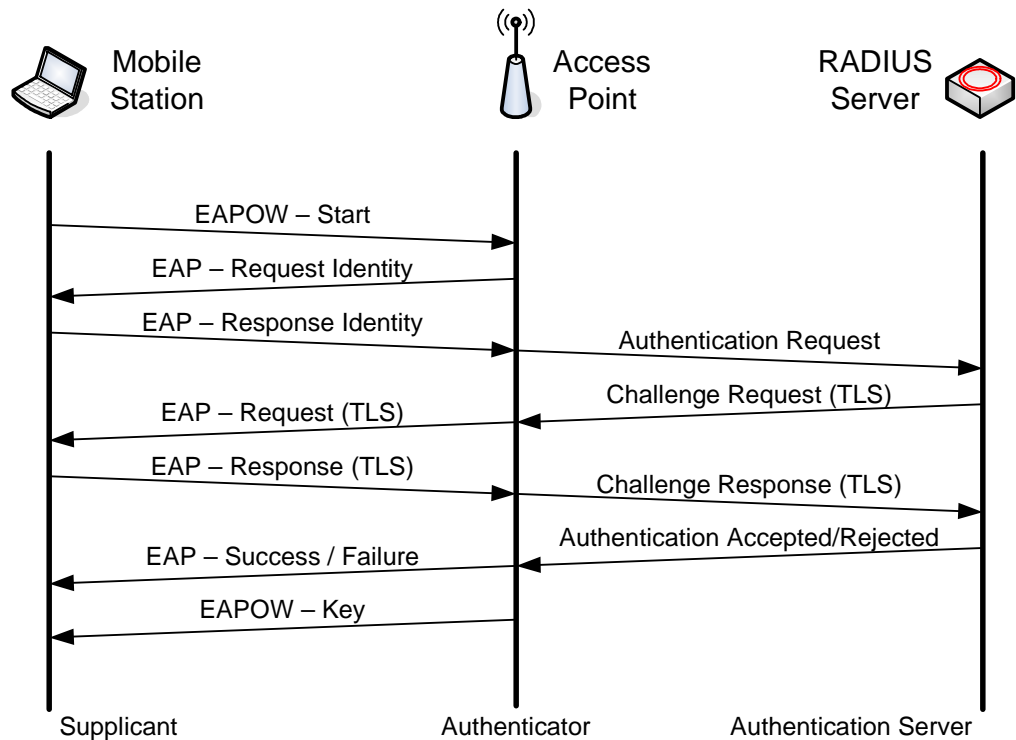 Mobile
Station
Access
Point
RADIUS
Server
EAPOW – Start
EAP – Request Identity
EAP – Response Identity
Authentication Request
Challenge Request (TLS)
EAP – Request (TLS)
EAP – Response (TLS)
Challenge Response (TLS)
Authentication Accepted/Rejected
EAP – Success / Failure
EAPOW – Key
Supplicant
Authenticator
Authentication Server